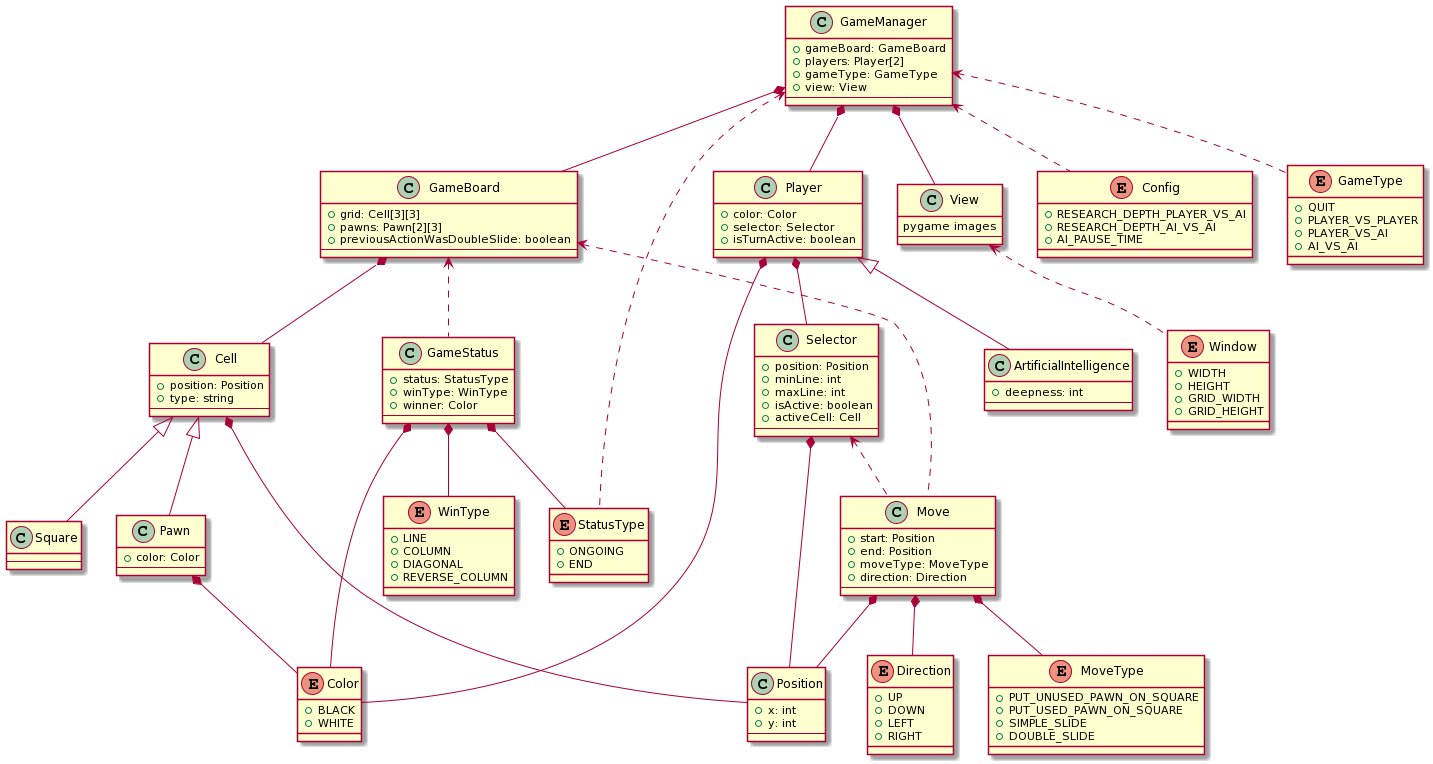 C GameManager
gameBoard: GameBoard
players: Player[2]
gameType: GameType
view: View
C GameBoard
grid: Cell[3][3]
pawns: Pawn[2][3]
previousActionWasDoubleSlide: boolean
C Player
color: Color
selector: Selector
isTurnActive: boolean
C View
pygame images
E Config
RESEARCH_DEPTH_PLAYER_VS_AI
RESEARCH_DEPTH_AI_VS_AI
AI_PAUSE_TIME
E GameType
QUIT
PLAYER_VS_PLAYER
PLAYER_VS_AI
AI_VS_AI
C Cell
position: Position
type: string
C GameStatus
status: StatusType
winType: WinType
winner: Color
C Selector
position: Position
minLine: int
maxLine: int
isActive: boolean
activeCell: Cell
C ArtificialIntelligence
deepness: int
E Window
WIDTH
HEIGHT
GRID_WIDTH
GRID_HEIGHT
C Square
C Pawn
color: Color
E WinType
LINE
COLUMN
DIAGONAL
REVERSE_COLUMN
E StatusType
ONGOING
END
C Move
start: Position
end: Position
moveType: MoveType
direction: Direction
E Color
BLACK
WHITE
C Position
x: int
y: int
E Direction
UP
DOWN
LEFT
RIGHT
E MoveType
PUT_UNUSED_PAWN_ON_SQUARE
PUT_USED_PAWN_ON_SQUARE
SIMPLE_SLIDE
DOUBLE_SLIDE